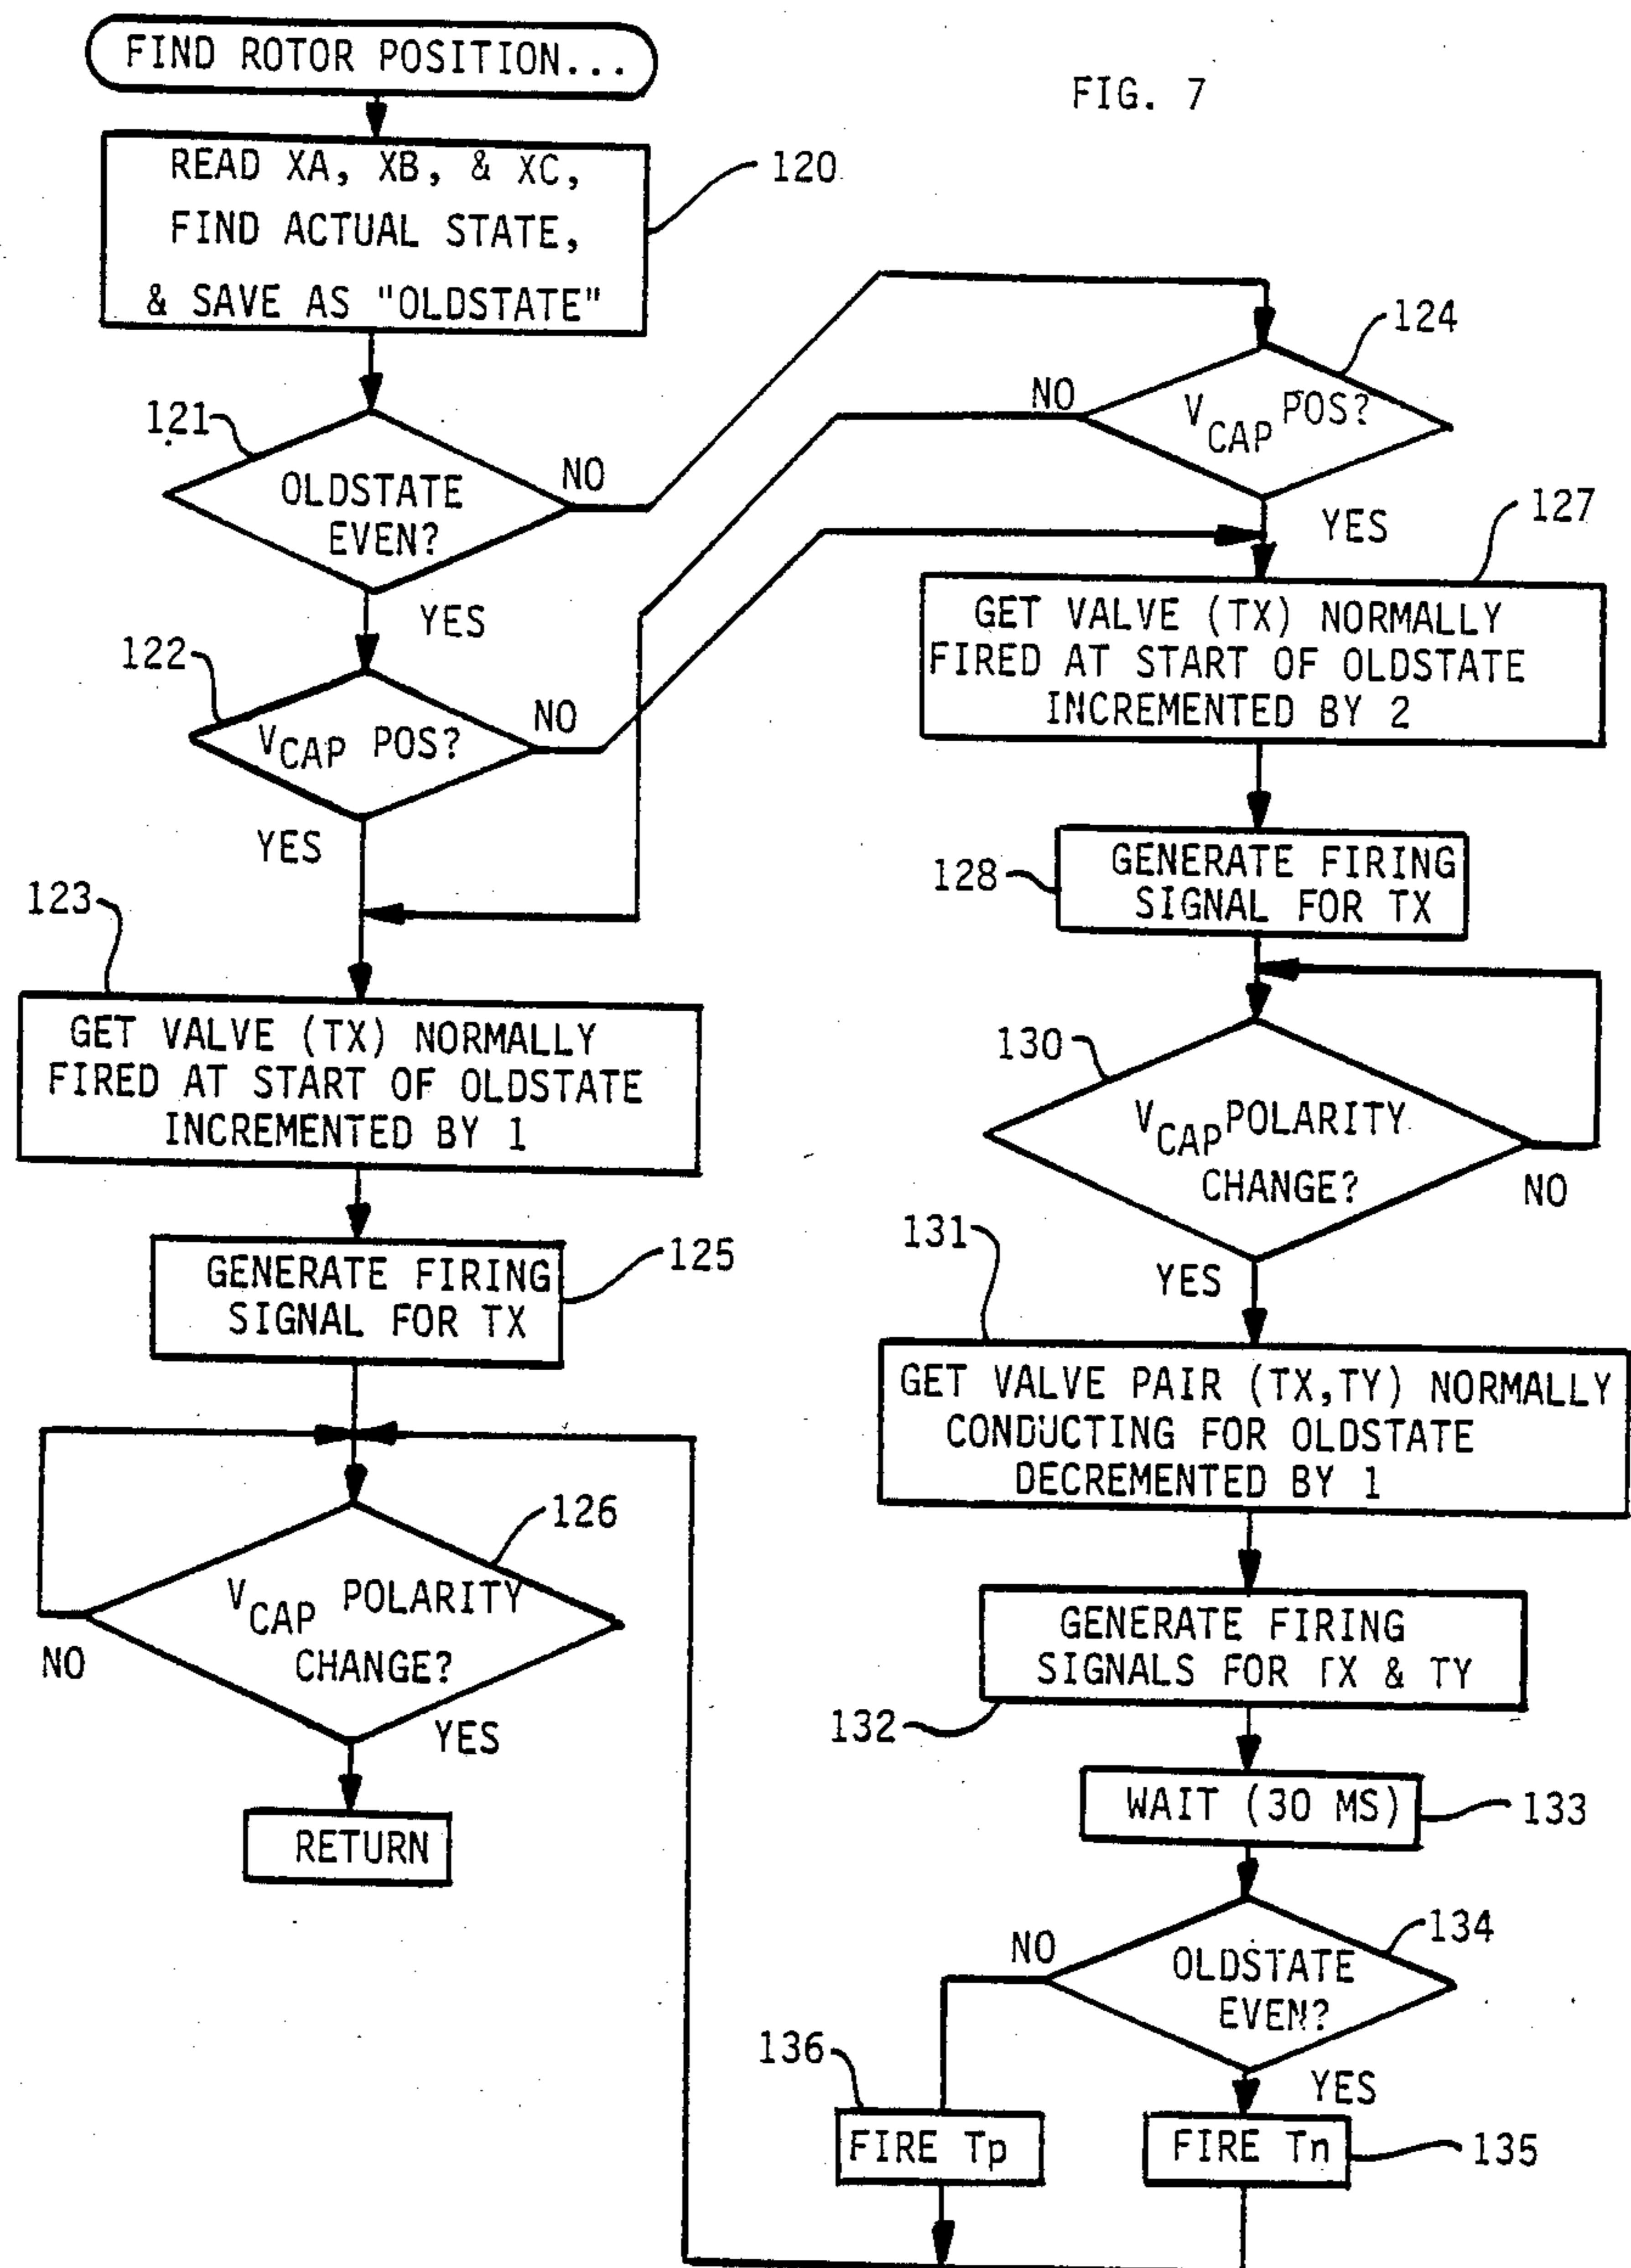 FIND ROTOR POSITION...
FIG. 7
READ XA, XB, & XC,
FIND ACTUAL STATE,
& SAVE AS "OLDSTATE"
120
121
OLDSTATE
EVEN?
NO
YES
122
VCAP POS?
NO
YES
123
GET VALVE (TX) NORMALLY
FIRED AT START OF OLDSTATE
INCREMENTED BY 1
GENERATE FIRING
SIGNAL FOR TX
125
126
VCAP POLARITY
CHANGE?
NO
YES
RETURN
124
NO
VCAP POS?
YES
127
GET VALVE (TX) NORMALLY
FIRED AT START OF OLDSTATE
INCREMENTED BY 2
128
GENERATE FIRING
SIGNAL FOR TX
130
VCAP POLARITY
CHANGE?
NO
YES
131
GET VALVE PAIR (TX,TY) NORMALLY
CONDUCTING FOR OLDSTATE
DECREMENTED BY 1
GENERATE FIRING
SIGNALS FOR TX & TY
132
WAIT (30 MS)
133
134
NO
OLDSTATE
EVEN?
YES
136
FIRE Tp
FIRE Tn
135